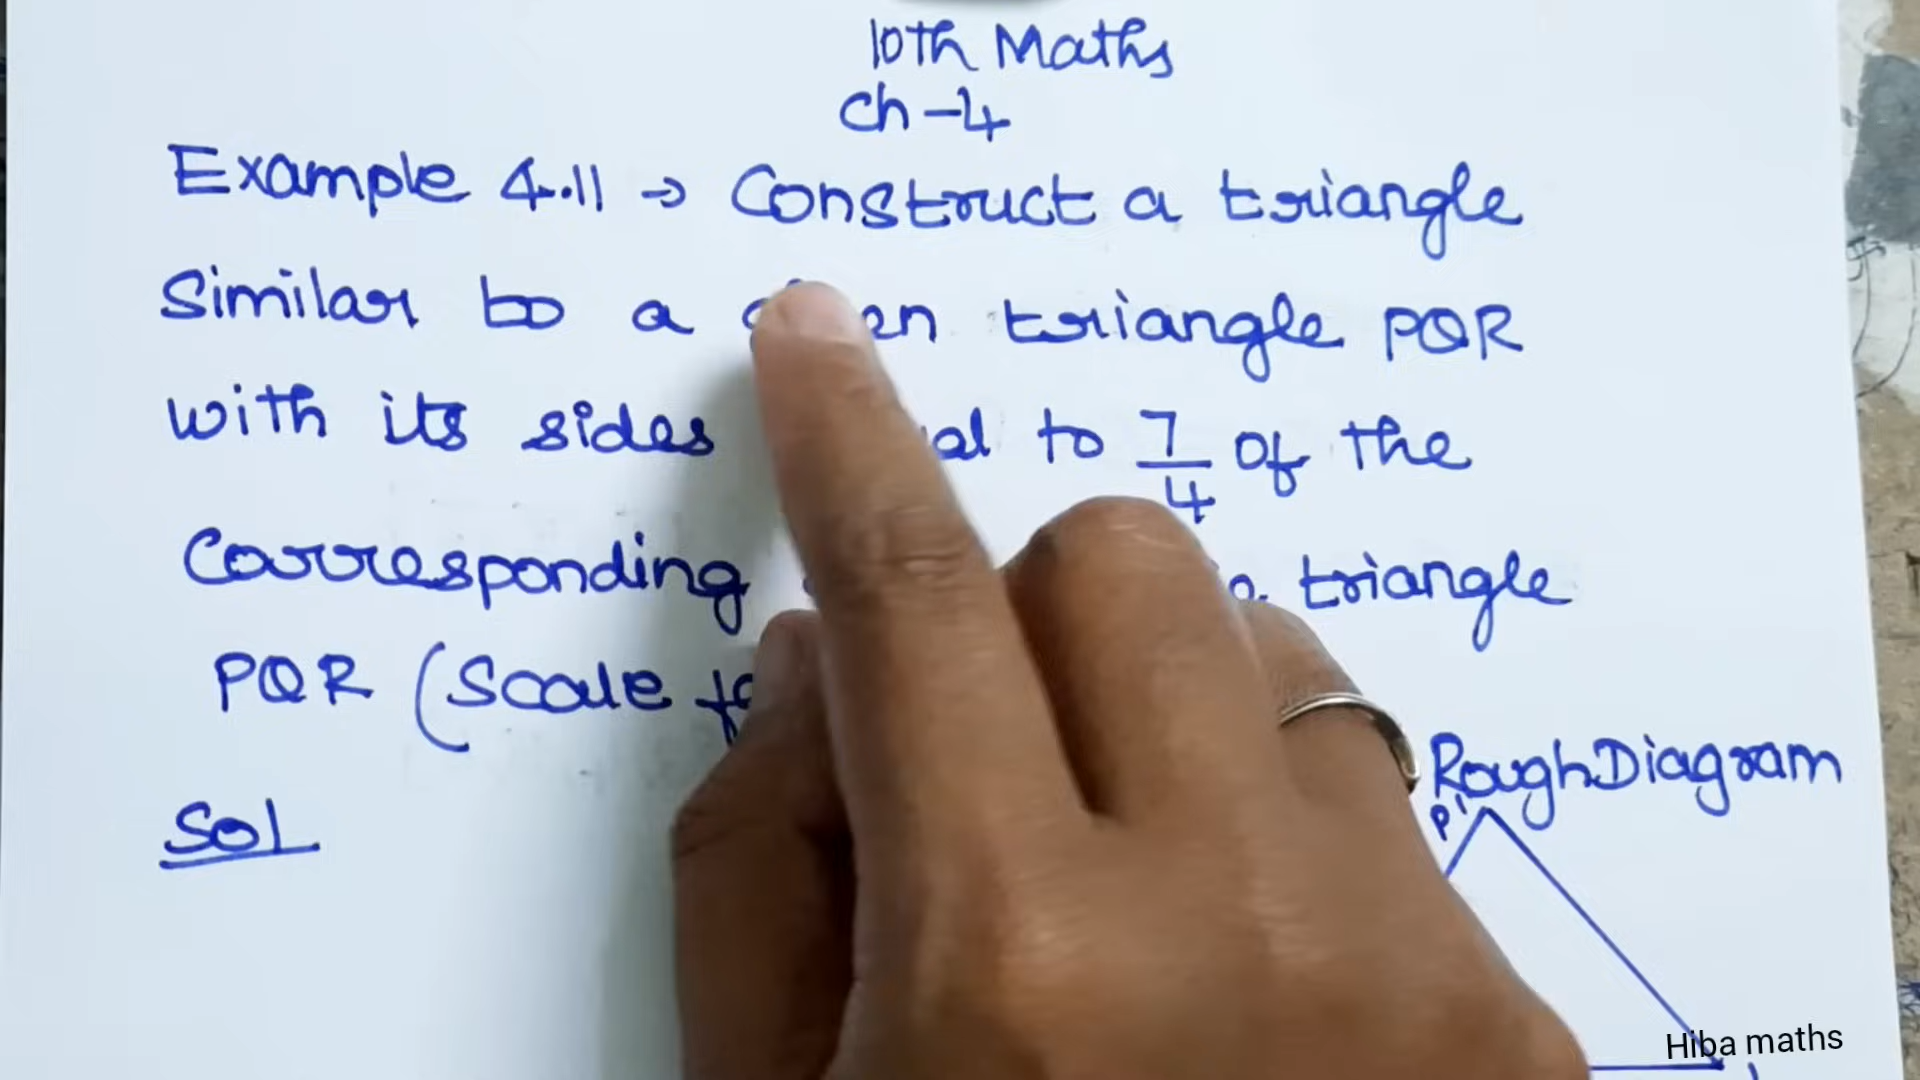 10th Maths
Ch-4
Example 4.11 → Construct a triangle
Similar to a triangle PQR
with its sides to 7/4 of the
Corresponding triangle
PQR (Scale
Sol
Rough Diagram
P'
Hiba maths